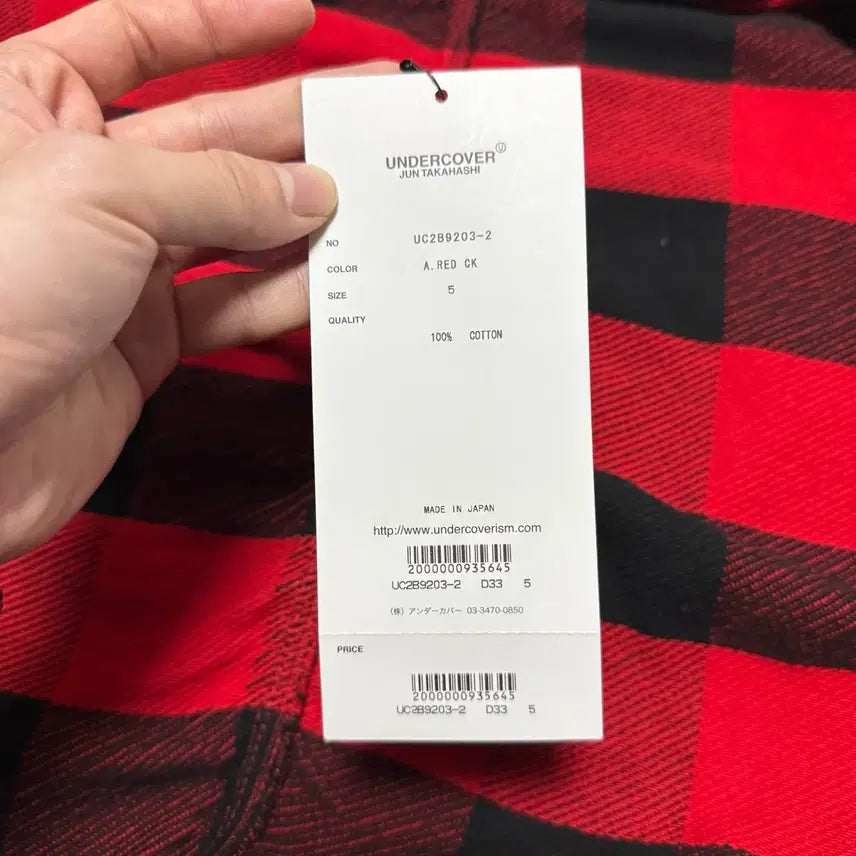 UNDERCOVER Ⓤ
JUN TAKAHASHI
NO UC2B9203-2
COLOR A.RED CK
SIZE 5
QUALITY
100% COTTON
MADE IN JAPAN
http://www.undercoverism.com
2000000935645
UC2B9203-2 D33 5
(株) アンダーカバー 03-3470-0850
PRICE
2000000935645
UC2B9203-2 D33 5